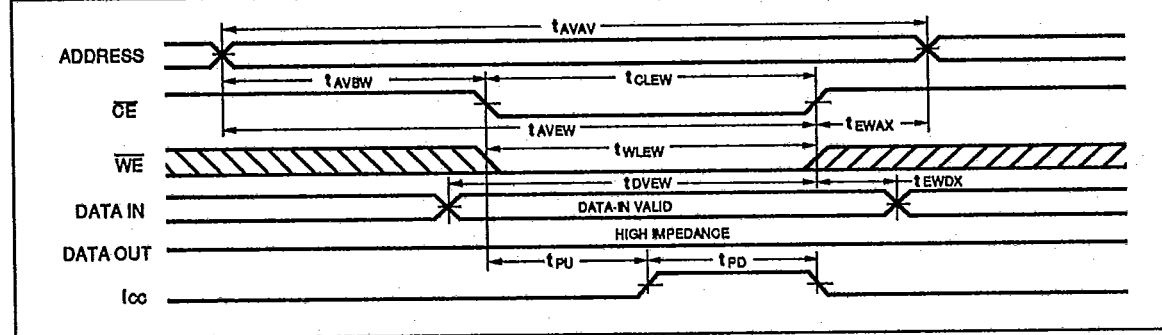 tAVAV
ADDRESS
tAVBW
tCLEW
CE
tAVEW
tEWAX
WE
tWLEW
tDVEW
tEWDX
DATA IN
DATA-IN VALID
HIGH IMPEDANCE
DATA OUT
tPU
tPD
Icc